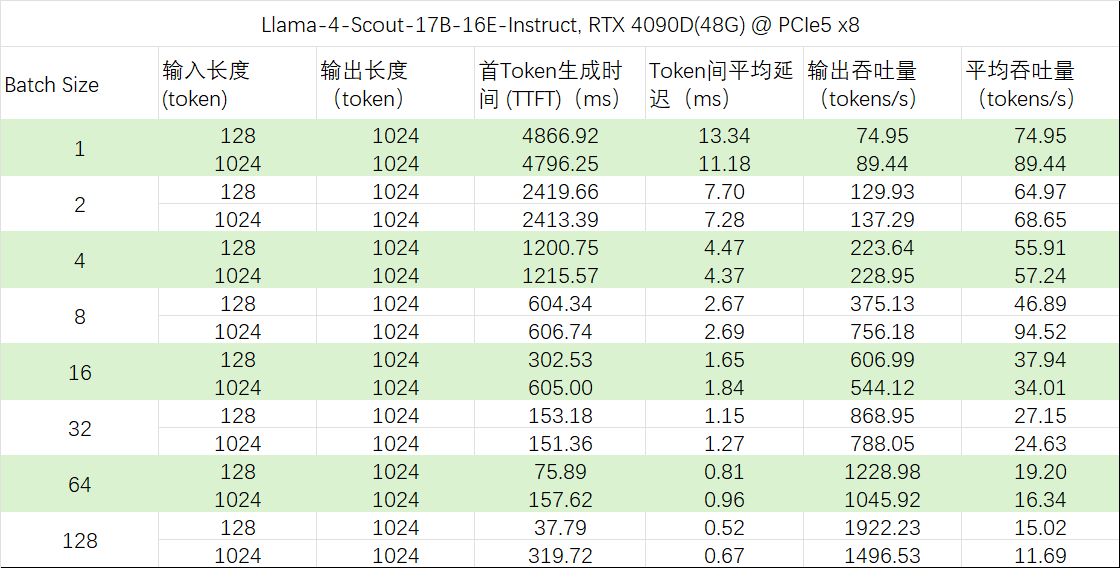 Llama-4-Scout-17B-16E-Instruct, RTX 4090D(48G) @ PCIe5 x8
Batch Size 输入长度 (token) 输出长度 （token） 首Token生成时间 (TTFT)（ms） Token间平均延迟（ms） 输出吞吐量（tokens/s） 平均吞吐量（tokens/s）
1 128 1024 4866.92 13.34 74.95 74.95
1024 1024 4796.25 11.18 89.44 89.44
2 128 1024 2419.66 7.70 129.93 64.97
1024 1024 2413.39 7.28 137.29 68.65
4 128 1024 1200.75 4.47 223.64 55.91
1024 1024 1215.57 4.37 228.95 57.24
8 128 1024 604.34 2.67 375.13 46.89
1024 1024 606.74 2.69 756.18 94.52
16 128 1024 302.53 1.65 606.99 37.94
1024 1024 605.00 1.84 544.12 34.01
32 128 1024 153.18 1.15 868.95 27.15
1024 1024 151.36 1.27 788.05 24.63
64 128 1024 75.89 0.81 1228.98 19.20
1024 1024 157.62 0.96 1045.92 16.34
128 128 1024 37.79 0.52 1922.23 15.02
1024 1024 319.72 0.67 1496.53 11.69